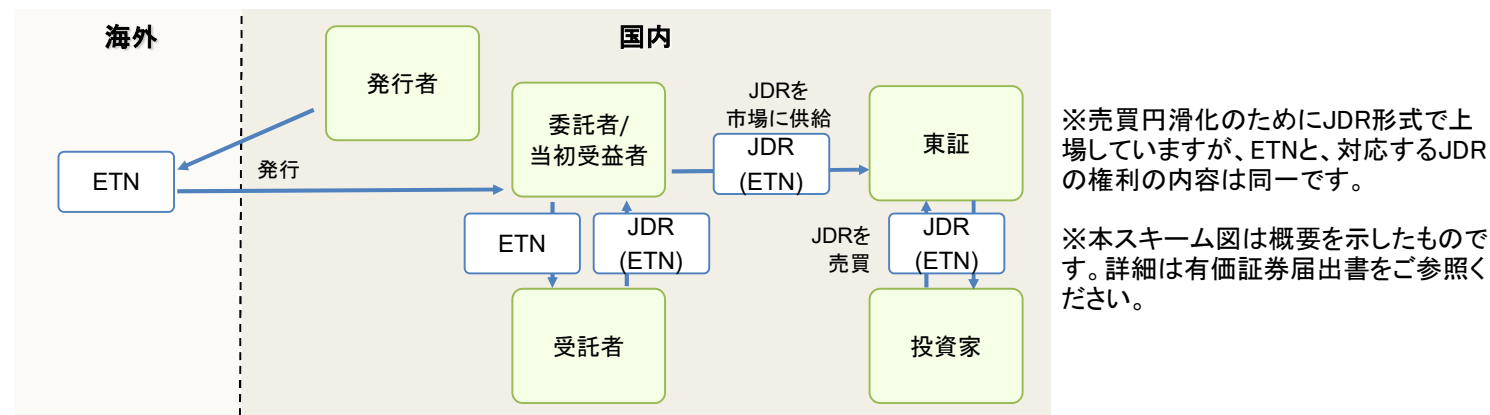 海外
国内
発行者
ETN
発行
委託者/
当初受益者
JDRを
市場に供給
JDR
(ETN)
東証
ETN
JDR
(ETN)
JDRを
売買
JDR
(ETN)
受託者
投資家
※売買円滑化のためにJDR形式で上
場していますが、ETNと、対応するJDR
の権利の内容は同一です。
※本スキーム図は概要を示したもので
す。詳細は有価証券届出書をご参照く
ださい。